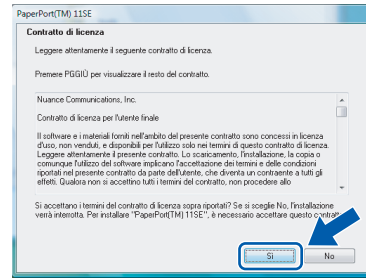 PaperPort(TM) 11SE
Contratto di licenza
Leggere attentamente il seguente contratto di licenza.
Premere PGGIÙ per visualizzare il resto del contratto.
Nuance Communications, Inc.
Contratto di licenza per l'utente finale
Il software e i materiali forniti nell'ambito del presente contratto sono concessi in licenza
d'uso, non venduti, e disponibili per l'utilizzo solo nei termini di questo contratto di licenza.
Leggere attentamente il presente contratto. Lo scaricamento, l'installazione, la copia o
comunque l'utilizzo del software implicano l'accettazione dei termini e delle condizioni
riportati nel presente contratto da parte dell'utente, che diventa un contraente a tutti gli
effetti. Qualora non si accettino tutti i termini del contratto, non procedere allo
Si accettano i termini del contratto di licenza sopra riportati? Se si sceglie No, l'installazione
verrà interrotta. Per installare "PaperPort(TM) 11SE", è necessario accettare questo
Sì
No